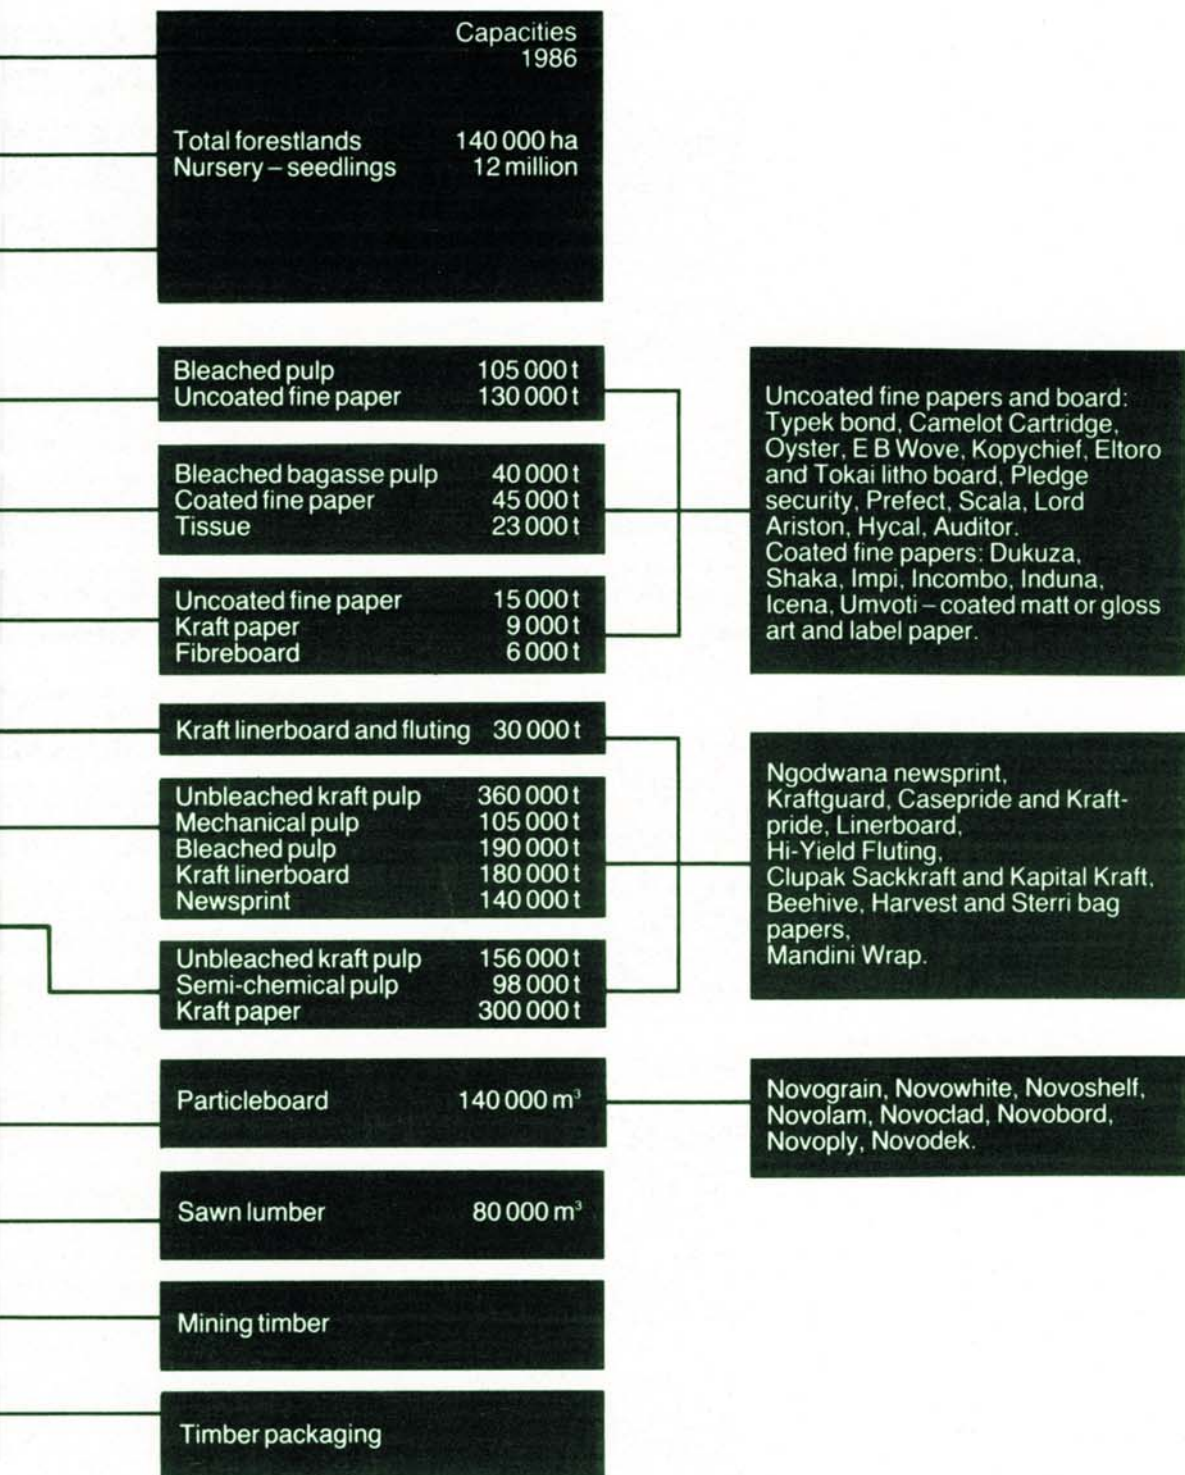 Capacities
1986
Total forestlands 140 000 ha
Nursery – seedlings 12 million
Bleached pulp 105 000 t
Uncoated fine paper 130 000 t
Bleached bagasse pulp 40 000 t
Coated fine paper 45 000 t
Tissue 23 000 t
Uncoated fine paper 15 000 t
Kraft paper 9 000 t
Fibreboard 6 000 t
Uncoated fine papers and board:
Typek bond, Camelot Cartridge,
Oyster, E B Wove, Kopychief, Eltoro
and Tokai litho board, Pledge
security, Prefect, Scala, Lord
Ariston, Hycal, Auditor.
Coated fine papers: Dukuza,
Shaka, Impi, Incombo, Induna,
Icena, Umvoti – coated matt or gloss
art and label paper.
Kraft linerboard and fluting 30 000 t
Unbleached kraft pulp 360 000 t
Mechanical pulp 105 000 t
Bleached pulp 190 000 t
Kraft linerboard 180 000 t
Newsprint 140 000 t
Unbleached kraft pulp 156 000 t
Semi-chemical pulp 98 000 t
Kraft paper 300 000 t
Ngodwana newsprint,
Kraftguard, Casepride and Kraft-
pride, Linerboard,
Hi-Yield Fluting,
Clupak Sackkraft and Kapital Kraft,
Beehive, Harvest and Sterri bag
papers,
Mandini Wrap.
Particleboard 140 000 m³
Novograin, Novowhite, Novoshelf,
Novolam, Novoclad, Novobord,
Novoply, Novodek.
Sawn lumber 80 000 m³
Mining timber
Timber packaging